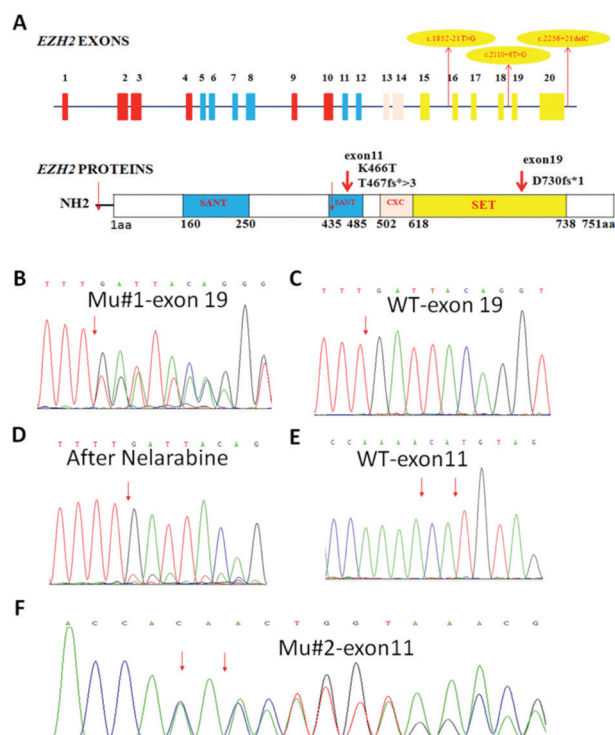 A
EZH2 EXONS
c.1852-21T>G
c.2110+6T>G
c.2236+21delC
1 2 3 4 5 6 7 8 9 10 11 12 13 14 15 16 17 18 19 20
EZH2 PROTEINS
exon11
K466T
T467fs*>3
exon19
D730fs*1
NH2
SANT
SANT
CXC
SET
1aa 160 250 435 485 502 618 738 751aa
B
T T T G A T T A C A G G G
Mu#1-exon 19
C
T T T G A T T A C A G G T
WT-exon 19
D
T T T T G A T T A C A G
After Nelarabine
E
C C A A A A C A T G T A G
WT-exon11
F
A C C A C A A C T G G T A A A C G
Mu#2-exon11